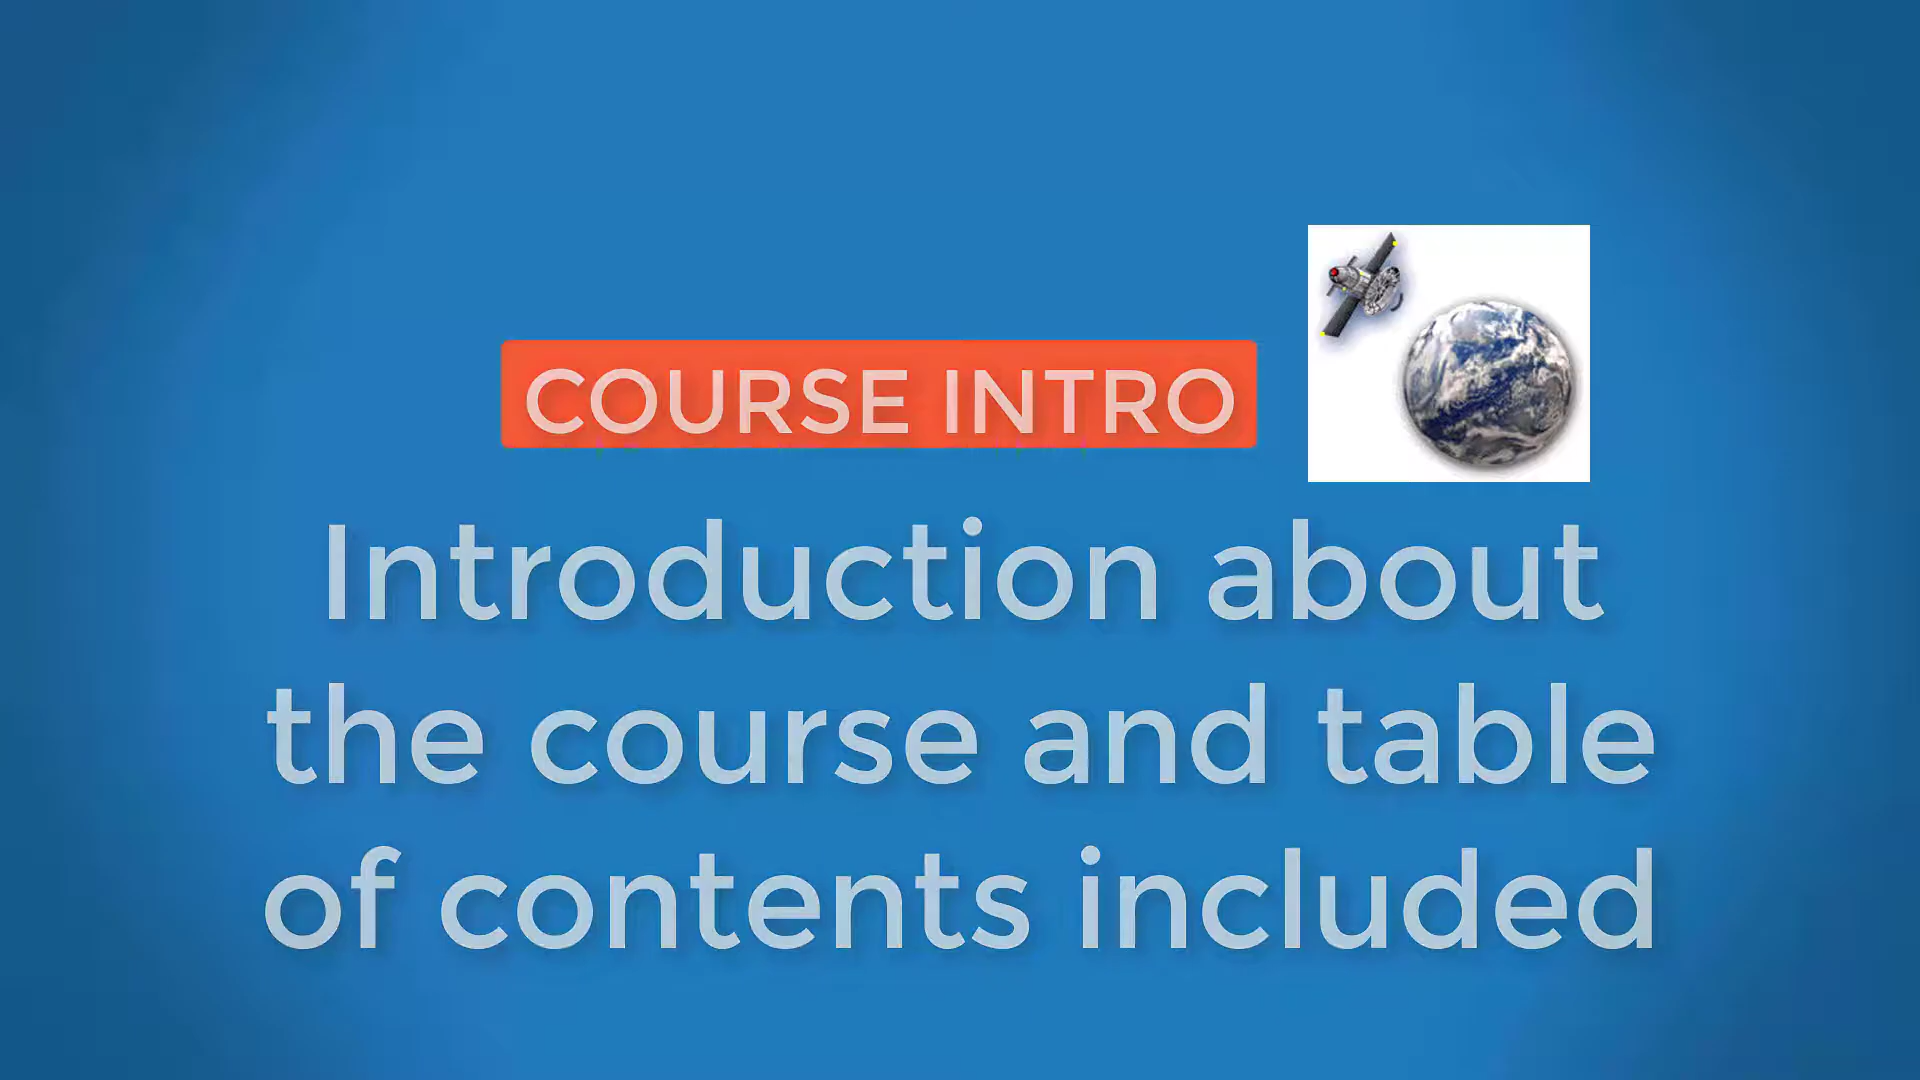 COURSE INTRO
Introduction about
the course and table
of contents included